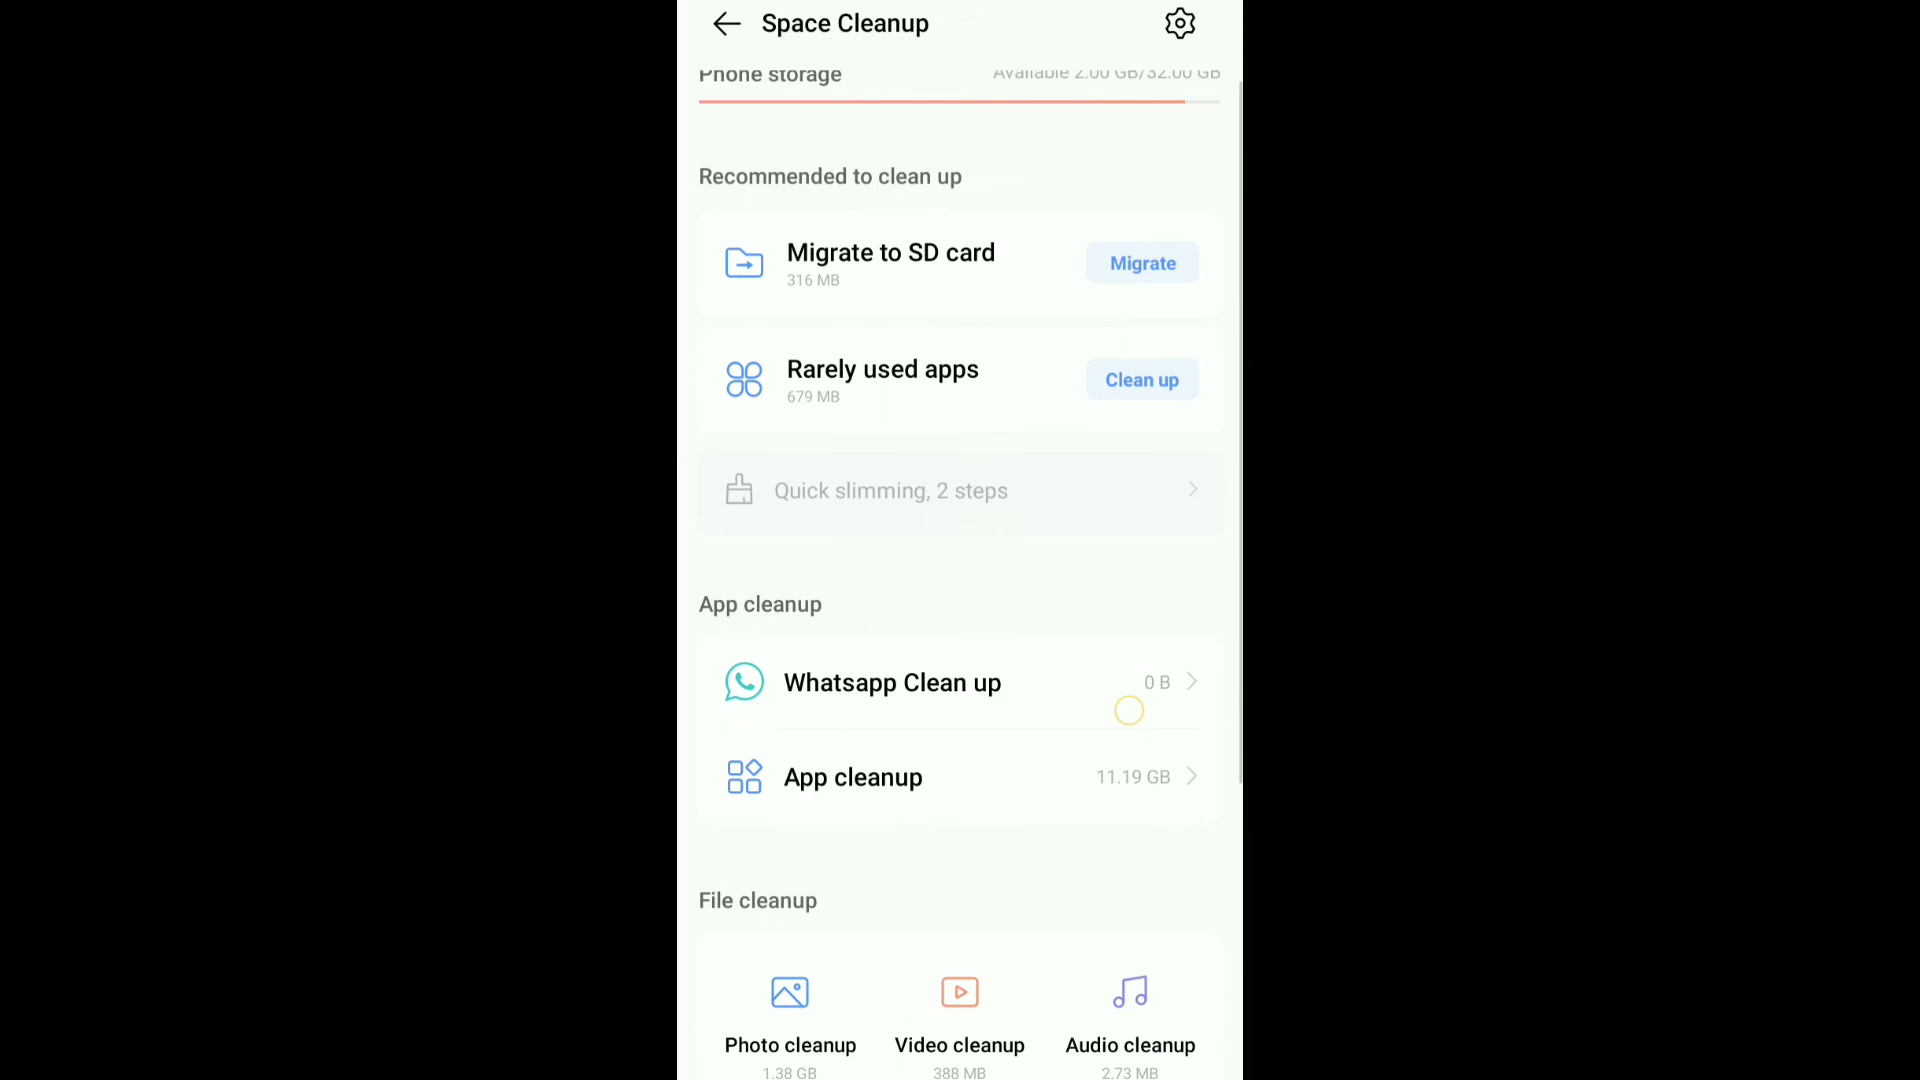 Space Cleanup
Phone storage
Available 2.00 GB/32.00 GB
Recommended to clean up
Migrate to SD card
316 MB
Migrate
Rarely used apps
679 MB
Clean up
Quick slimming, 2 steps
App cleanup
Whatsapp Clean up
0 B
App cleanup
11.19 GB
File cleanup
Photo cleanup
Video cleanup
Audio cleanup
1.38 GB
388 MB
2.73 MB